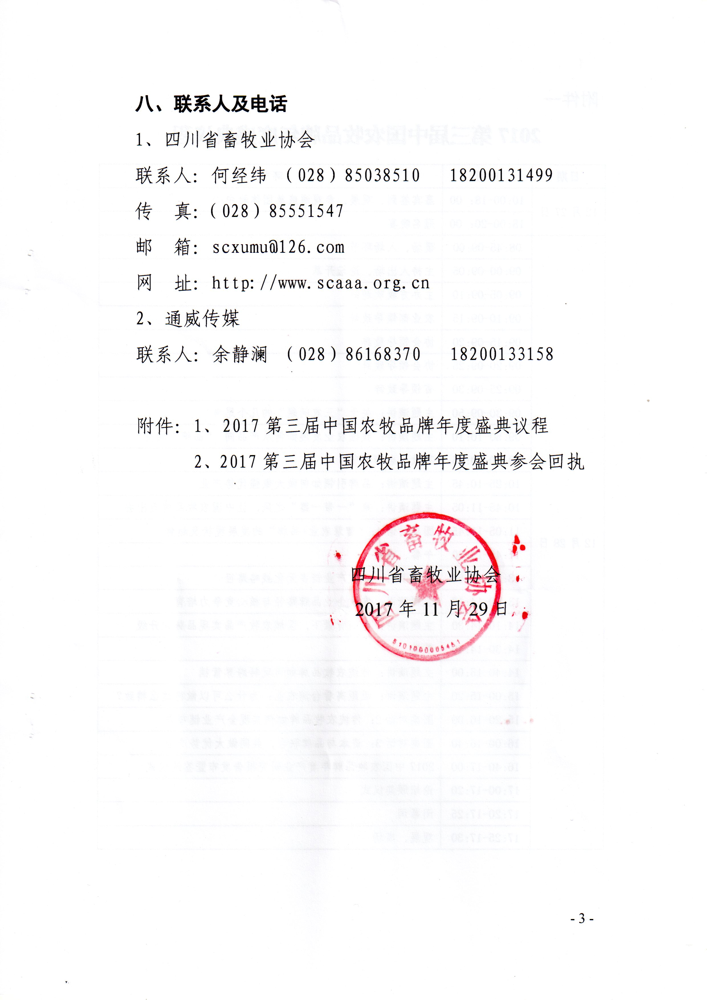 八、联系人及电话
1、四川省畜牧业协会
联系人：何经纬 （028）85038510 18200131499
传 真：（028）85551547
邮 箱：scxumu@126.com
网 址：http://www.scaaa.org.cn
2、通威传媒
联系人：余静澜 （028）86168370 18200133158
附件：1、2017 第三届中国农牧品牌年度盛典议程
2、2017 第三届中国农牧品牌年度盛典参会回执
四川省畜牧业协会
四川省畜牧业协会
2017 年 11 月 29 日
5101000005451
- 3 -